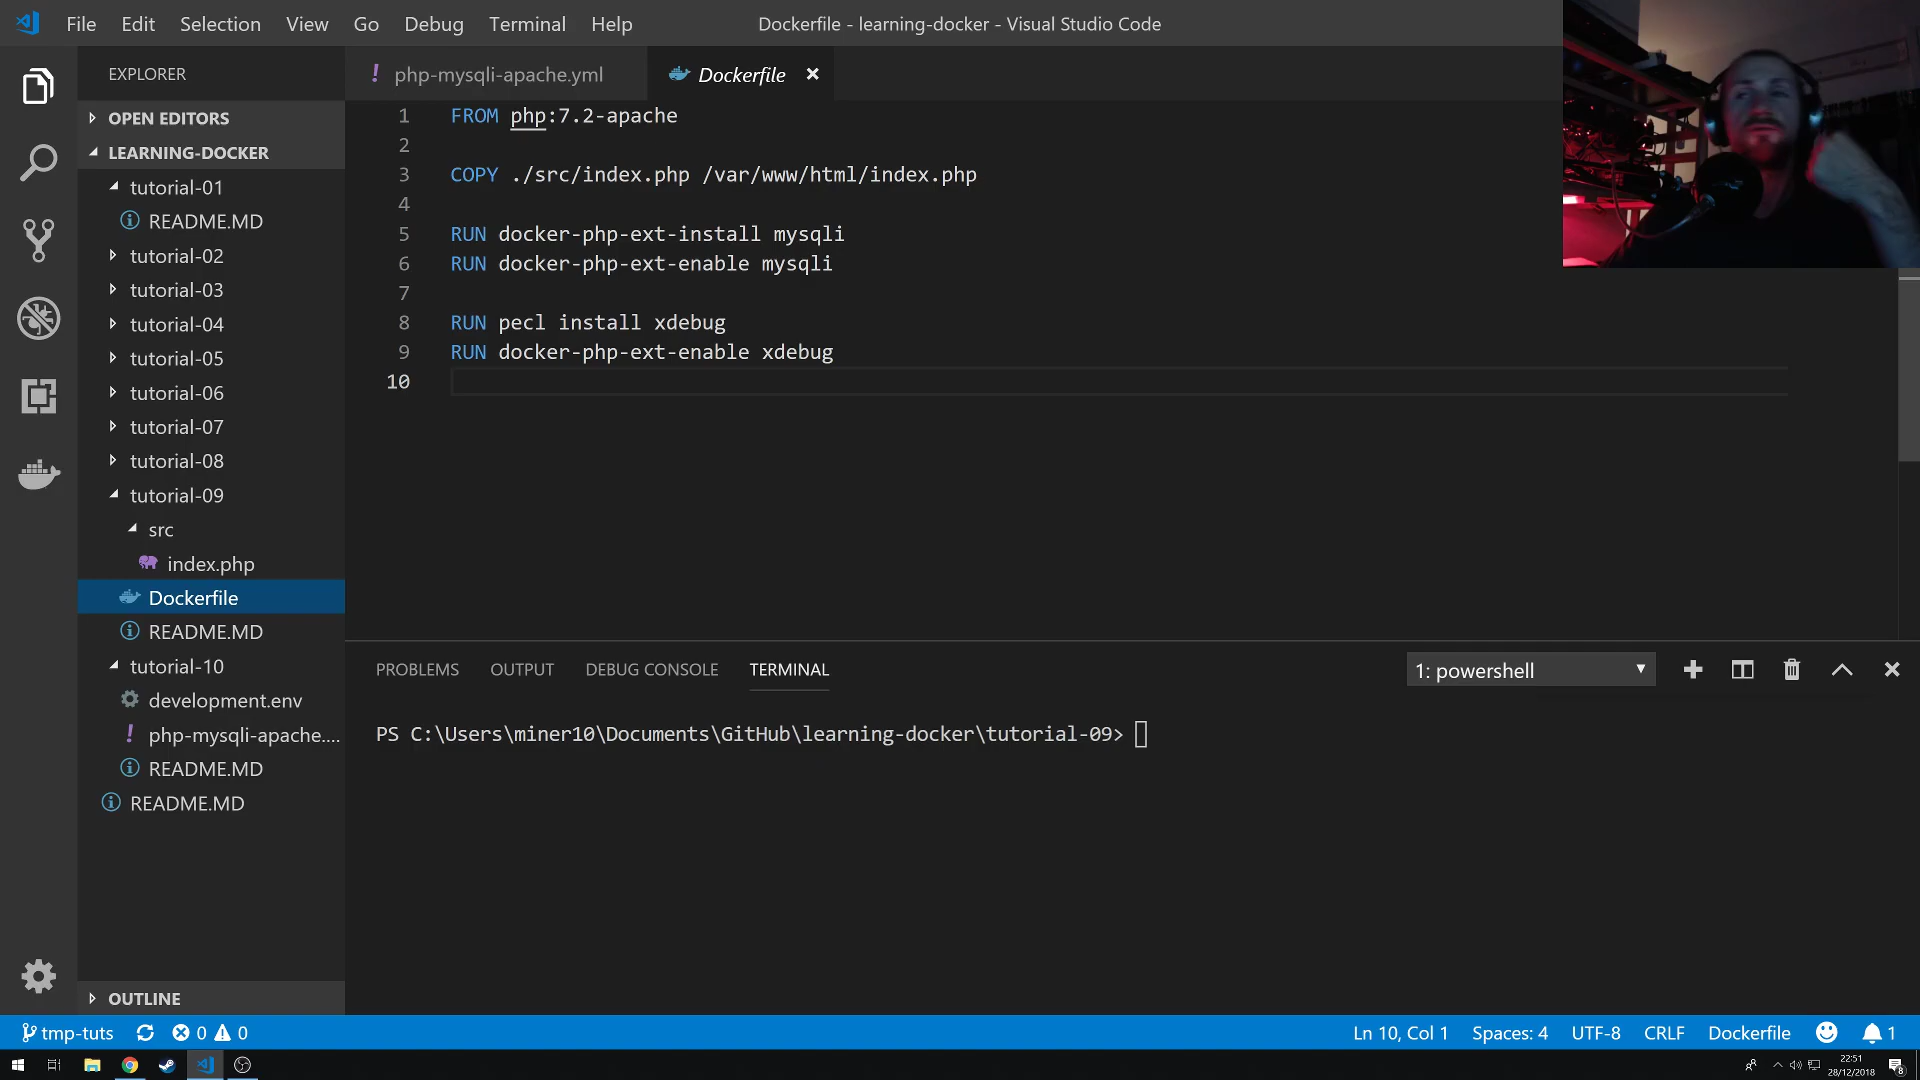 File Edit Selection View Go Debug Terminal Help
Dockerfile - learning-docker - Visual Studio Code
EXPLORER
OPEN EDITORS
LEARNING-DOCKER
tutorial-01
README.MD
tutorial-02
tutorial-03
tutorial-04
tutorial-05
tutorial-06
tutorial-07
tutorial-08
tutorial-09
src
index.php
Dockerfile
README.MD
tutorial-10
development.env
php-mysqli-apache....
README.MD
README.MD
OUTLINE
php-mysqli-apache.yml
Dockerfile
1 FROM php:7.2-apache
2
3 COPY ./src/index.php /var/www/html/index.php
4
5 RUN docker-php-ext-install mysqli
6 RUN docker-php-ext-enable mysqli
7
8 RUN pecl install xdebug
9 RUN docker-php-ext-enable xdebug
10
PROBLEMS OUTPUT DEBUG CONSOLE TERMINAL
1: powershell
PS C:\Users\miner10\Documents\GitHub\learning-docker\tutorial-09>
tmp-tuts 0 0
Ln 10, Col 1 Spaces: 4 UTF-8 CRLF Dockerfile 1
22:51
28/12/2018
8